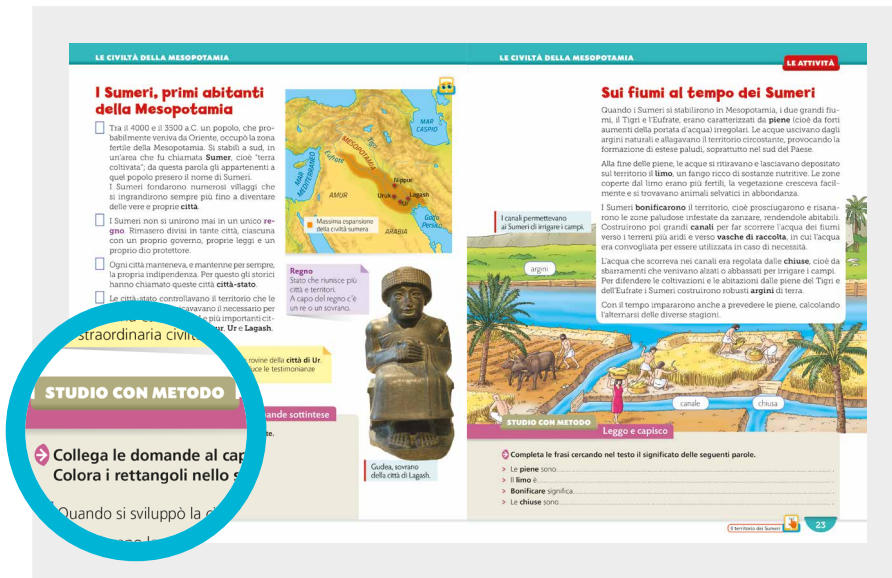 LE CIVILTÀ DELLA MESOPOTAMIA
I Sumeri, primi abitanti
della Mesopotamia
Tra il 4000 e il 3500 a.C. un popolo, che pro-
babilmente veniva da Oriente, occupò la zona
fertile della Mesopotamia. Si stabilì a sud, in
un'area che fu chiamata Sumer, cioè "terra
coltivata"; da questa parola gli appartenenti a
quel popolo presero il nome di Sumeri.
I Sumeri fondarono numerosi villaggi che
si ingrandirono sempre più fino a diventare
delle vere e proprie città.
I Sumeri non si unirono mai in un unico re-
gno. Rimasero divisi in tante città, ciascuna
con un proprio governo, proprie leggi e un
proprio dio protettore.
Ogni città manteneva, e mantenne per sempre,
la propria indipendenza. Per questo gli storici
hanno chiamato queste città città-stato.
Le città-stato controllavano il territorio che le
ricavavano il necessario per
e più importanti cit-
Ur e Lagash.
straordinaria
rovine della città di Ur.
uce le testimonianze
STUDIO CON METODO
ande sottintese
Collega le domande al
Colora i rettangoli nello
Quando si sviluppò la
MAR
CASPIO
MAR
MEDITERRANEO
MESOPOTAMIA
Tigri
Eufrate
Nippur
Uruk
Lagash
Ur
AMUR
ARABIA
Golfo
Persico
Massima espansione
della civiltà sumera
Regno
Stato che riunisce più
città e territori.
A capo del regno c'è
un re o un sovrano.
Gudea, sovrano
della città di Lagash.
LE CIVILTÀ DELLA MESOPOTAMIA
LE ATTIVITÀ
Sui fiumi al tempo dei Sumeri
Quando i Sumeri si stabilirono in Mesopotamia, i due grandi fiu-
mi, il Tigri e l'Eufrate, erano caratterizzati da piene (cioè da forti
aumenti della portata d'acqua) irregolari. Le acque uscivano dagli
argini naturali e allagavano il territorio circostante, provocando la
formazione di estese paludi, soprattutto nel sud del Paese.
Alla fine delle piene, le acque si ritiravano e lasciavano depositato
sul territorio il limo, un fango ricco di sostanze nutritive. Le zone
coperte dal limo erano più fertili, la vegetazione cresceva facil-
mente e si trovavano animali selvatici in abbondanza.
I Sumeri bonificarono il territorio, cioè prosciugarono e risana-
rono le zone paludose infestate da zanzare, rendendole abitabili.
Costruirono poi grandi canali per far scorrere l'acqua dei fiumi
verso i terreni più aridi e verso vasche di raccolta, in cui l'acqua
era convogliata per essere utilizzata in caso di necessità.
L'acqua che scorreva nei canali era regolata dalle chiuse, cioè da
sbarramenti che venivano alzati o abbassati per irrigare i campi.
Per difendere le coltivazioni e le abitazioni dalle piene del Tigri e
dell'Eufrate i Sumeri costruirono robusti argini di terra.
Con il tempo impararono anche a prevedere le piene, calcolando
l'alternarsi delle diverse stagioni.
I canali permettevano
ai Sumeri di irrigare i campi.
argini
canale
chiusa
STUDIO CON METODO
Leggo e capisco
Completa le frasi cercando nel testo il significato delle seguenti parole.
> Le piene sono
> Il limo è
> Bonificare significa
> Le chiuse sono
Il territorio dei Sumeri
23